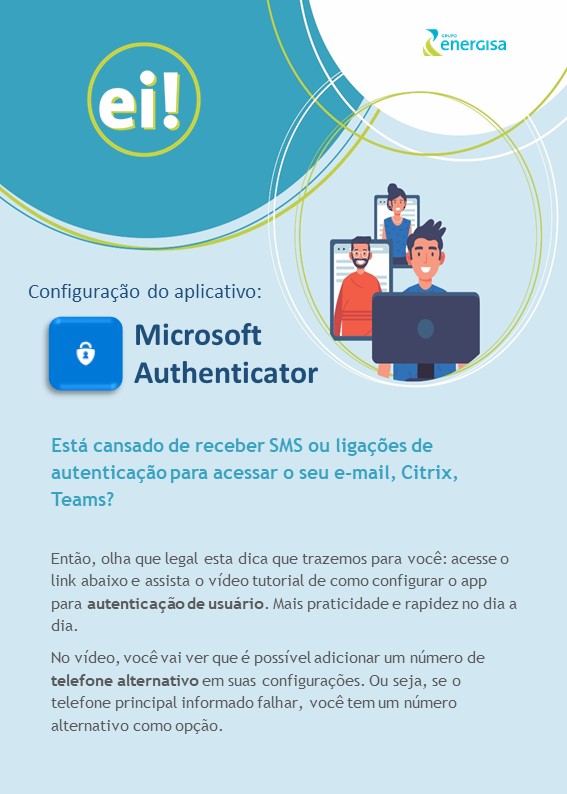 GRUPO
energisa
ei!
Configuração do aplicativo:
Microsoft
Authenticator
Está cansado de receber SMS ou ligações de
autenticação para acessar o seu e-mail, Citrix,
Teams?
Então, olha que legal esta dica que trazemos para você: acesse o
link abaixo e assista o vídeo tutorial de como configurar o app
para autenticação de usuário. Mais praticidade e rapidez no dia a
dia.
No vídeo, você vai ver que é possível adicionar um número de
telefone alternativo em suas configurações. Ou seja, se o
telefone principal informado falhar, você tem um número
alternativo como opção.